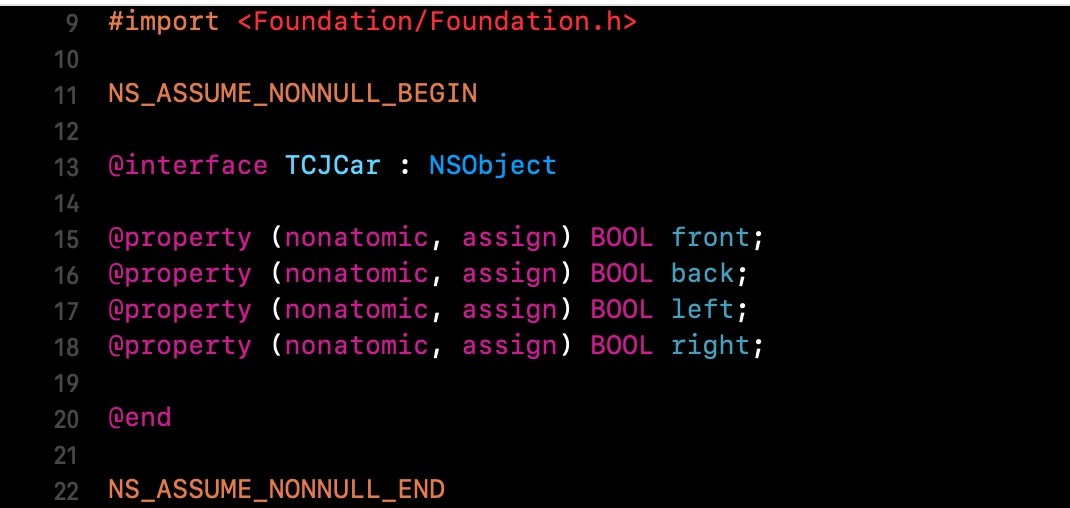 9 #import <Foundation/Foundation.h>
10
11 NS_ASSUME_NONNULL_BEGIN
12
13 @interface TCJCar : NSObject
14
15 @property (nonatomic, assign) BOOL front;
16 @property (nonatomic, assign) BOOL back;
17 @property (nonatomic, assign) BOOL left;
18 @property (nonatomic, assign) BOOL right;
19
20 @end
21
22 NS_ASSUME_NONNULL_END